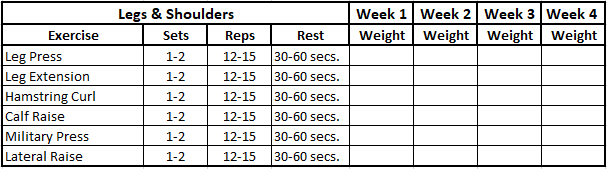 Legs & Shoulders Week 1 Week 2 Week 3 Week 4
Exercise Sets Reps Rest Weight Weight Weight Weight
Leg Press 1-2 12-15 30-60 secs.
Leg Extension 1-2 12-15 30-60 secs.
Hamstring Curl 1-2 12-15 30-60 secs.
Calf Raise 1-2 12-15 30-60 secs.
Military Press 1-2 12-15 30-60 secs.
Lateral Raise 1-2 12-15 30-60 secs.